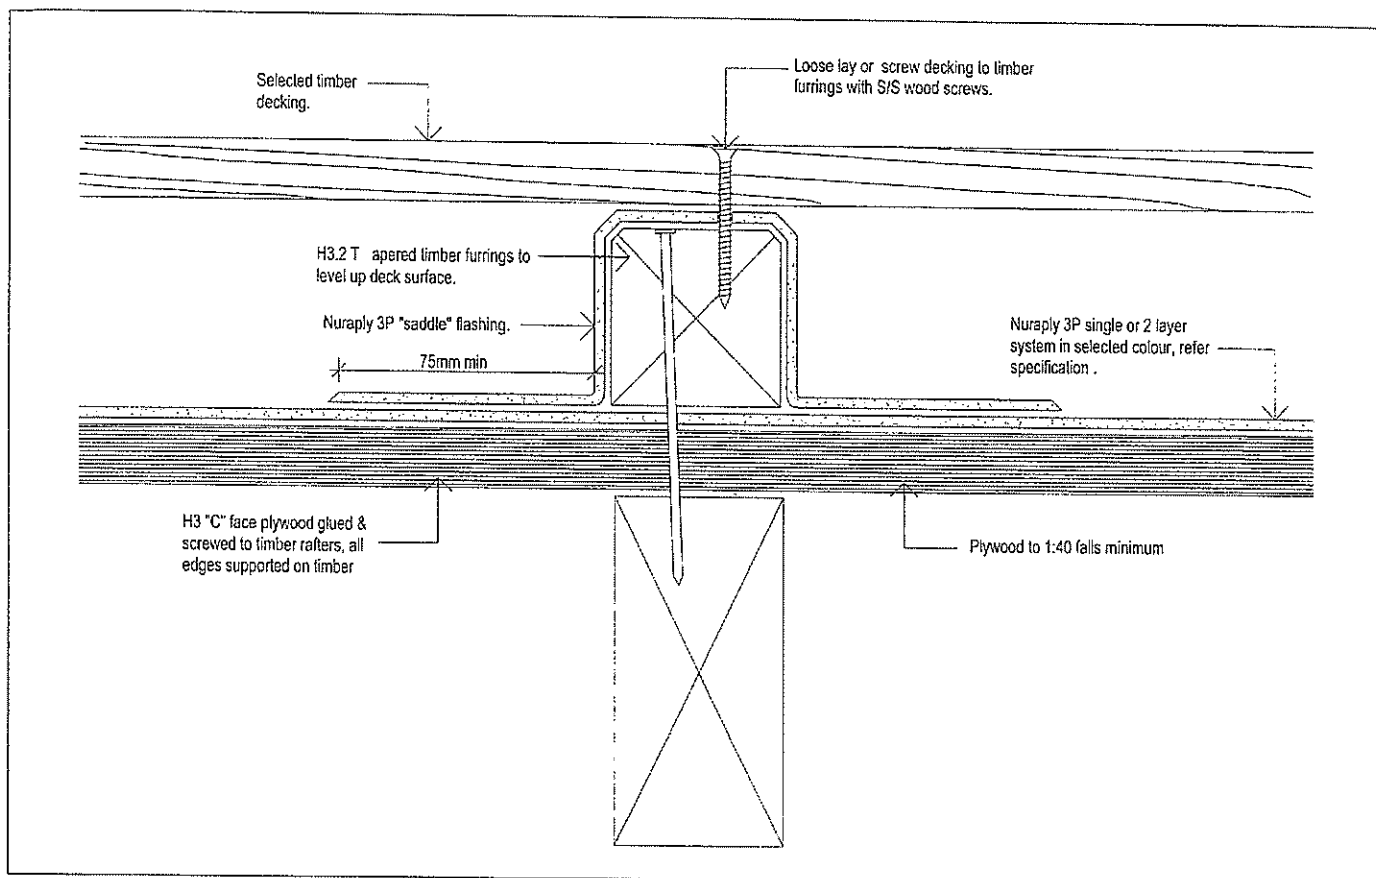 Selected timber
decking.
Loose lay or screw decking to timber
furrings with S/S wood screws.
H3.2 T apered timber furrings to
level up deck surface.
Nuraply 3P "saddle" flashing.
75mm min
Nuraply 3P single or 2 layer
system in selected colour, refer
specification .
H3 "C" face plywood glued &
screwed to timber rafters, all
edges supported on timber
Plywood to 1:40 falls minimum